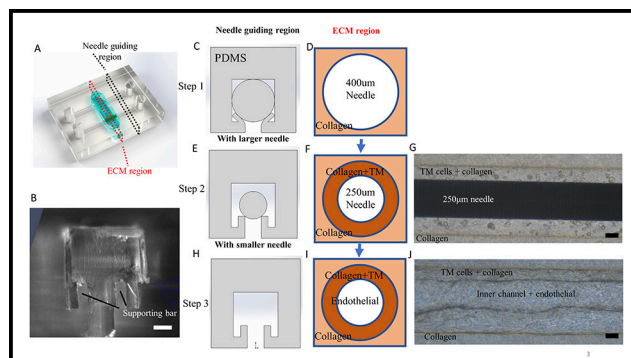 Needle guiding region
ECM region
A
Needle guiding
region
C
D
PDMS
Step 1
400um
Needle
Collagen
With larger needle
ECM region
E
F
G
Collagen+TM
TM cells + collagen
Step 2
250um
Needle
250μm needle
B
With smaller needle
Collagen
Collagen
H
I
J
Collagen+TM
TM cells + collagen
Step 3
Endothelial
Inner channel + endothelial
Supporting bar
Collagen
Collagen
3